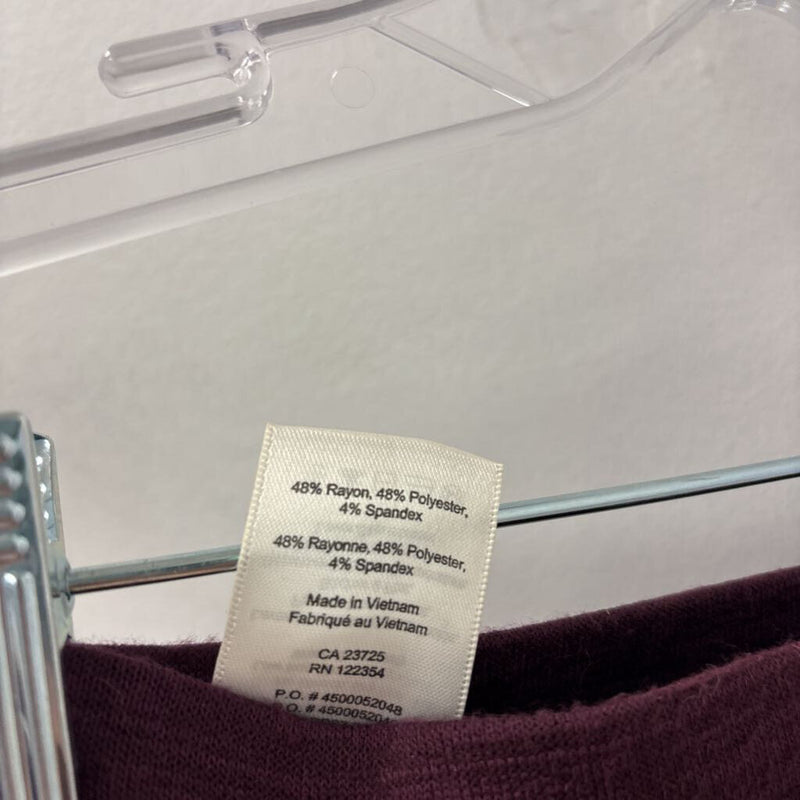 48% Rayon, 48% Polyester,
4% Spandex
48% Rayonne, 48% Polyester,
4% Spandex
Made in Vietnam
Fabriqué au Vietnam
CA 23725
RN 122354
P.O. # 4500052048